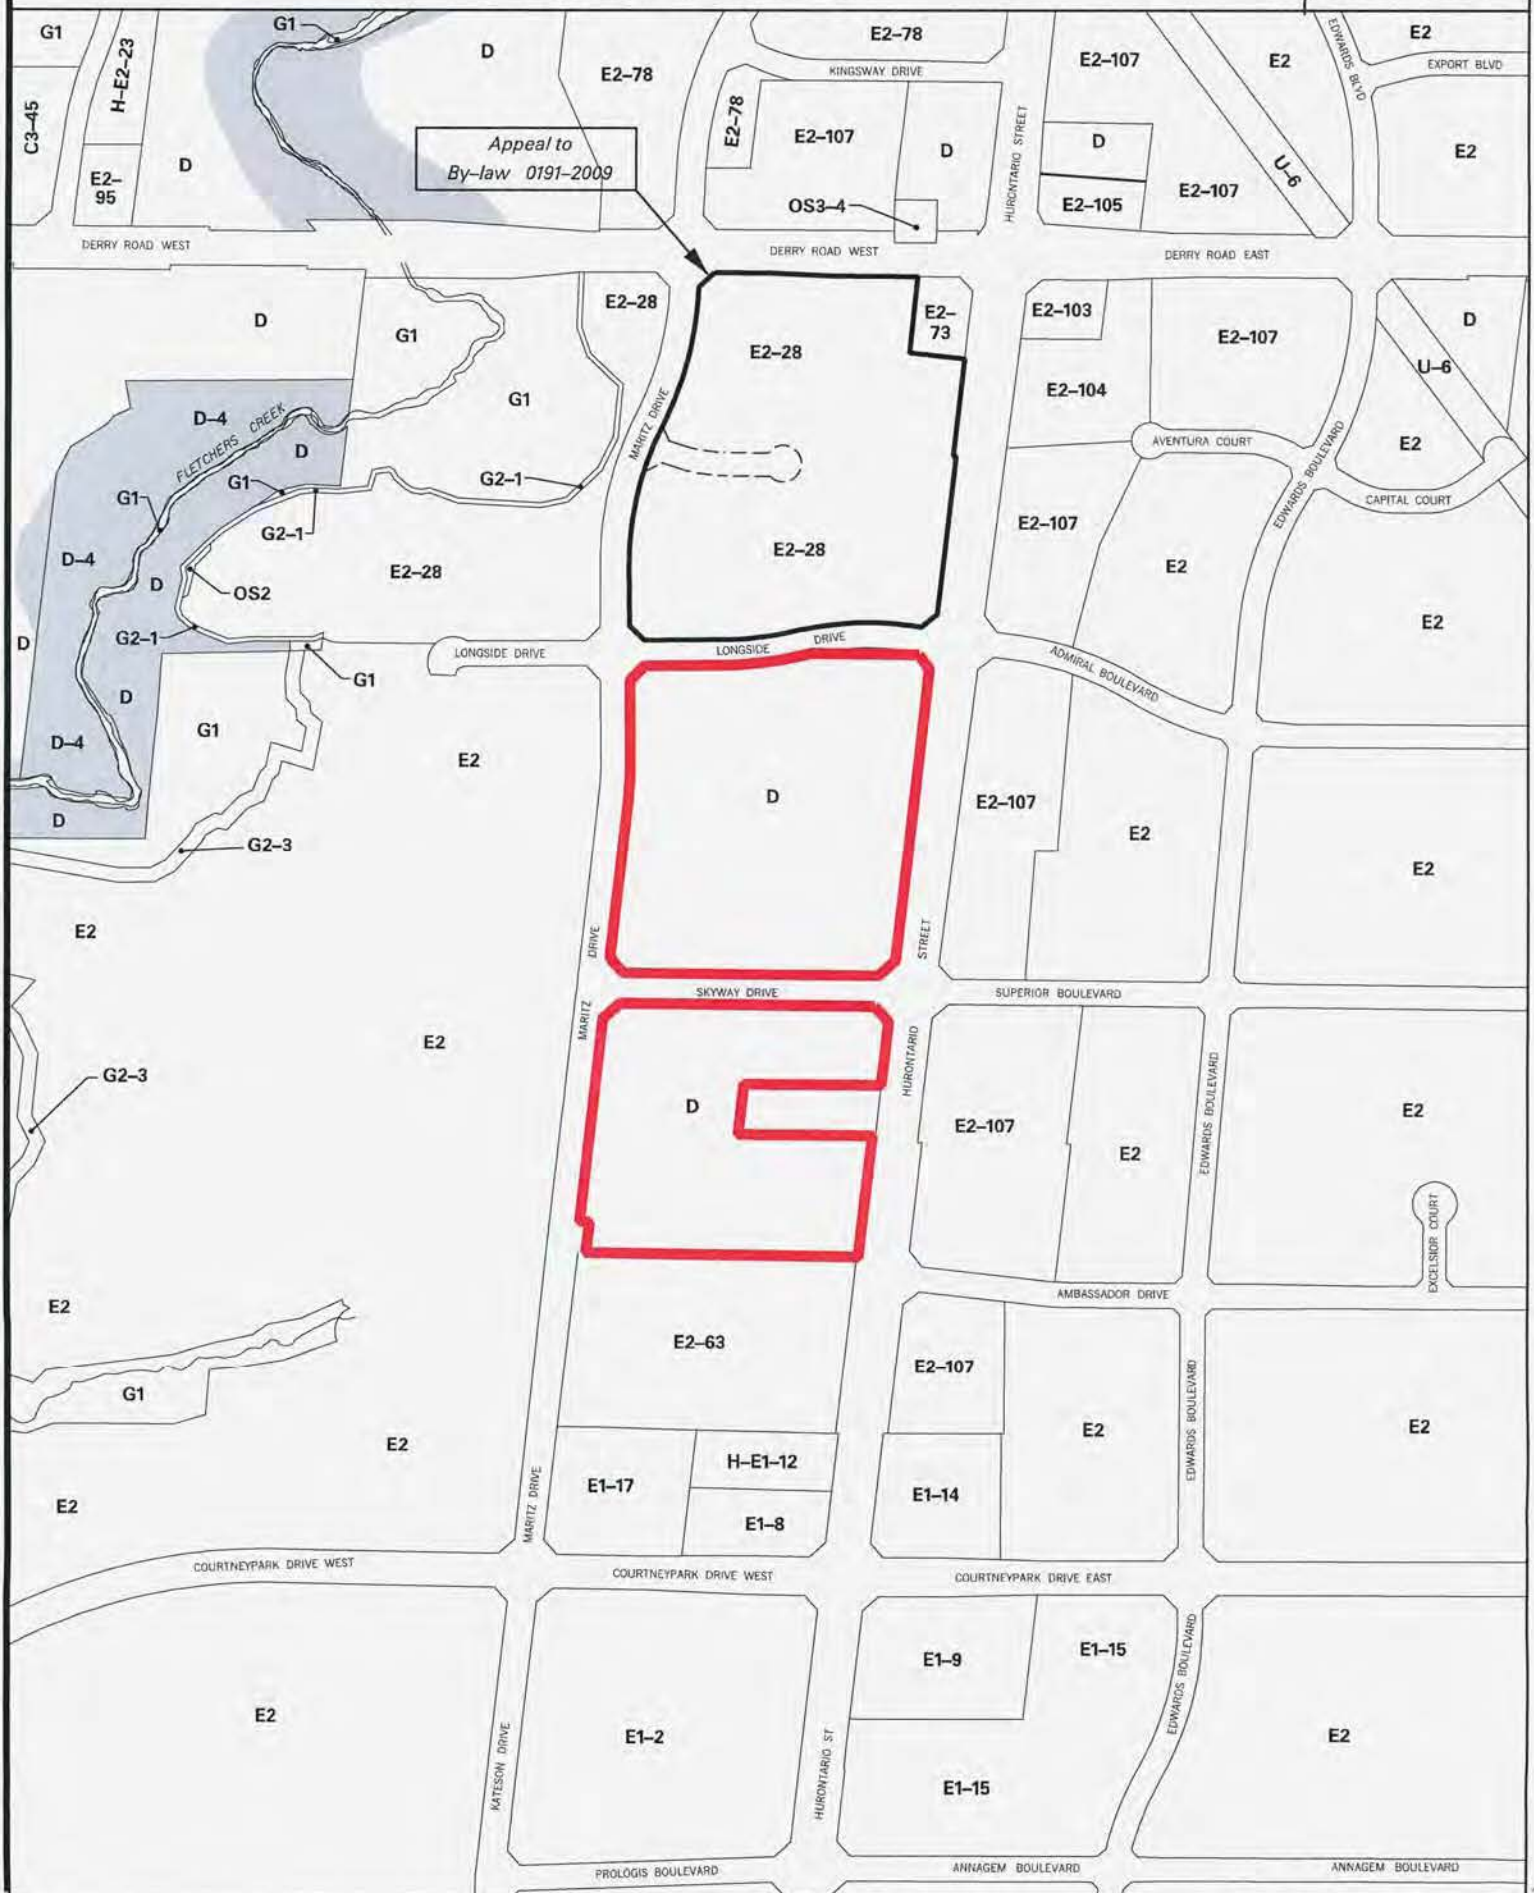 G1
H-E2-23
G1
D
E2-78
E2-78
KINGSWAY DRIVE
E2-107
E2
EDWARDS BLVD
E2
EXPORT BLVD
C3-45
E2-
95
D
Appeal to
By-law 0191-2009
E2-78
E2-107
D
HURONTARIO STREET
D
E2-105
E2-107
U-6
E2
OS3-4
DERRY ROAD WEST
DERRY ROAD WEST
DERRY ROAD EAST
D
G1
E2-28
E2-28
E2-
73
E2-103
E2-107
D
U-6
G1
MARITZ DRIVE
E2-104
D-4
FLETCHERS CREEK
D
AVENTURA COURT
EDWARDS BOULEVARD
E2
CAPITAL COURT
G1
G1
G2-1
G2-1
E2-107
D-4
D
E2-28
E2-28
E2
OS2
G2-1
D
E2
LONGSIDE DRIVE
LONGSIDE
DRIVE
ADMIRAL BOULEVARD
G1
D
G1
D-4
E2
D
E2-107
E2
D
G2-3
E2
E2
DRIVE
STREET
MARITZ
SKYWAY DRIVE
SUPERIOR BOULEVARD
E2
G2-3
D
HURONTARIO
E2-107
E2
EDWARDS BOULEVARD
E2
EXCELSIOR COURT
E2
AMBASSADOR DRIVE
E2-63
E2-107
G1
E2
E2
EDWARDS BOULEVARD
E2
E2
MARITZ DRIVE
E1-17
H-E1-12
E1-8
E1-14
COURTNEYPARK DRIVE WEST
COURTNEYPARK DRIVE WEST
COURTNEYPARK DRIVE EAST
E2
KATESON DRIVE
E1-2
HURONTARIO ST
E1-9
E1-15
EDWARDS BOULEVARD
E2
E1-15
PROLOGIS BOULEVARD
ANNAGEM BOULEVARD
ANNAGEM BOULEVARD